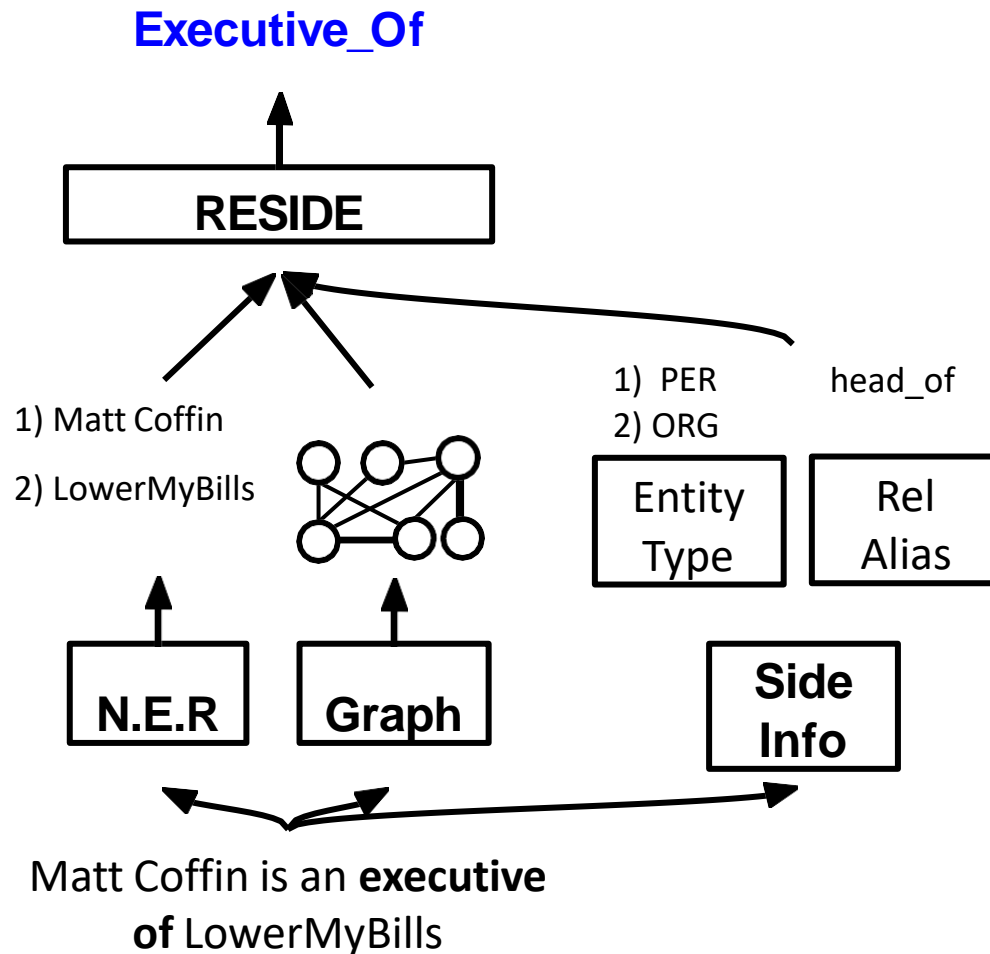 Executive_Of
RESIDE
1) Matt Coffin
2) LowerMyBills
1) PER
2) ORG
head_of
Entity
Type
Rel
Alias
N.E.R
Graph
Side
Info
Matt Coffin is an executive
of LowerMyBills